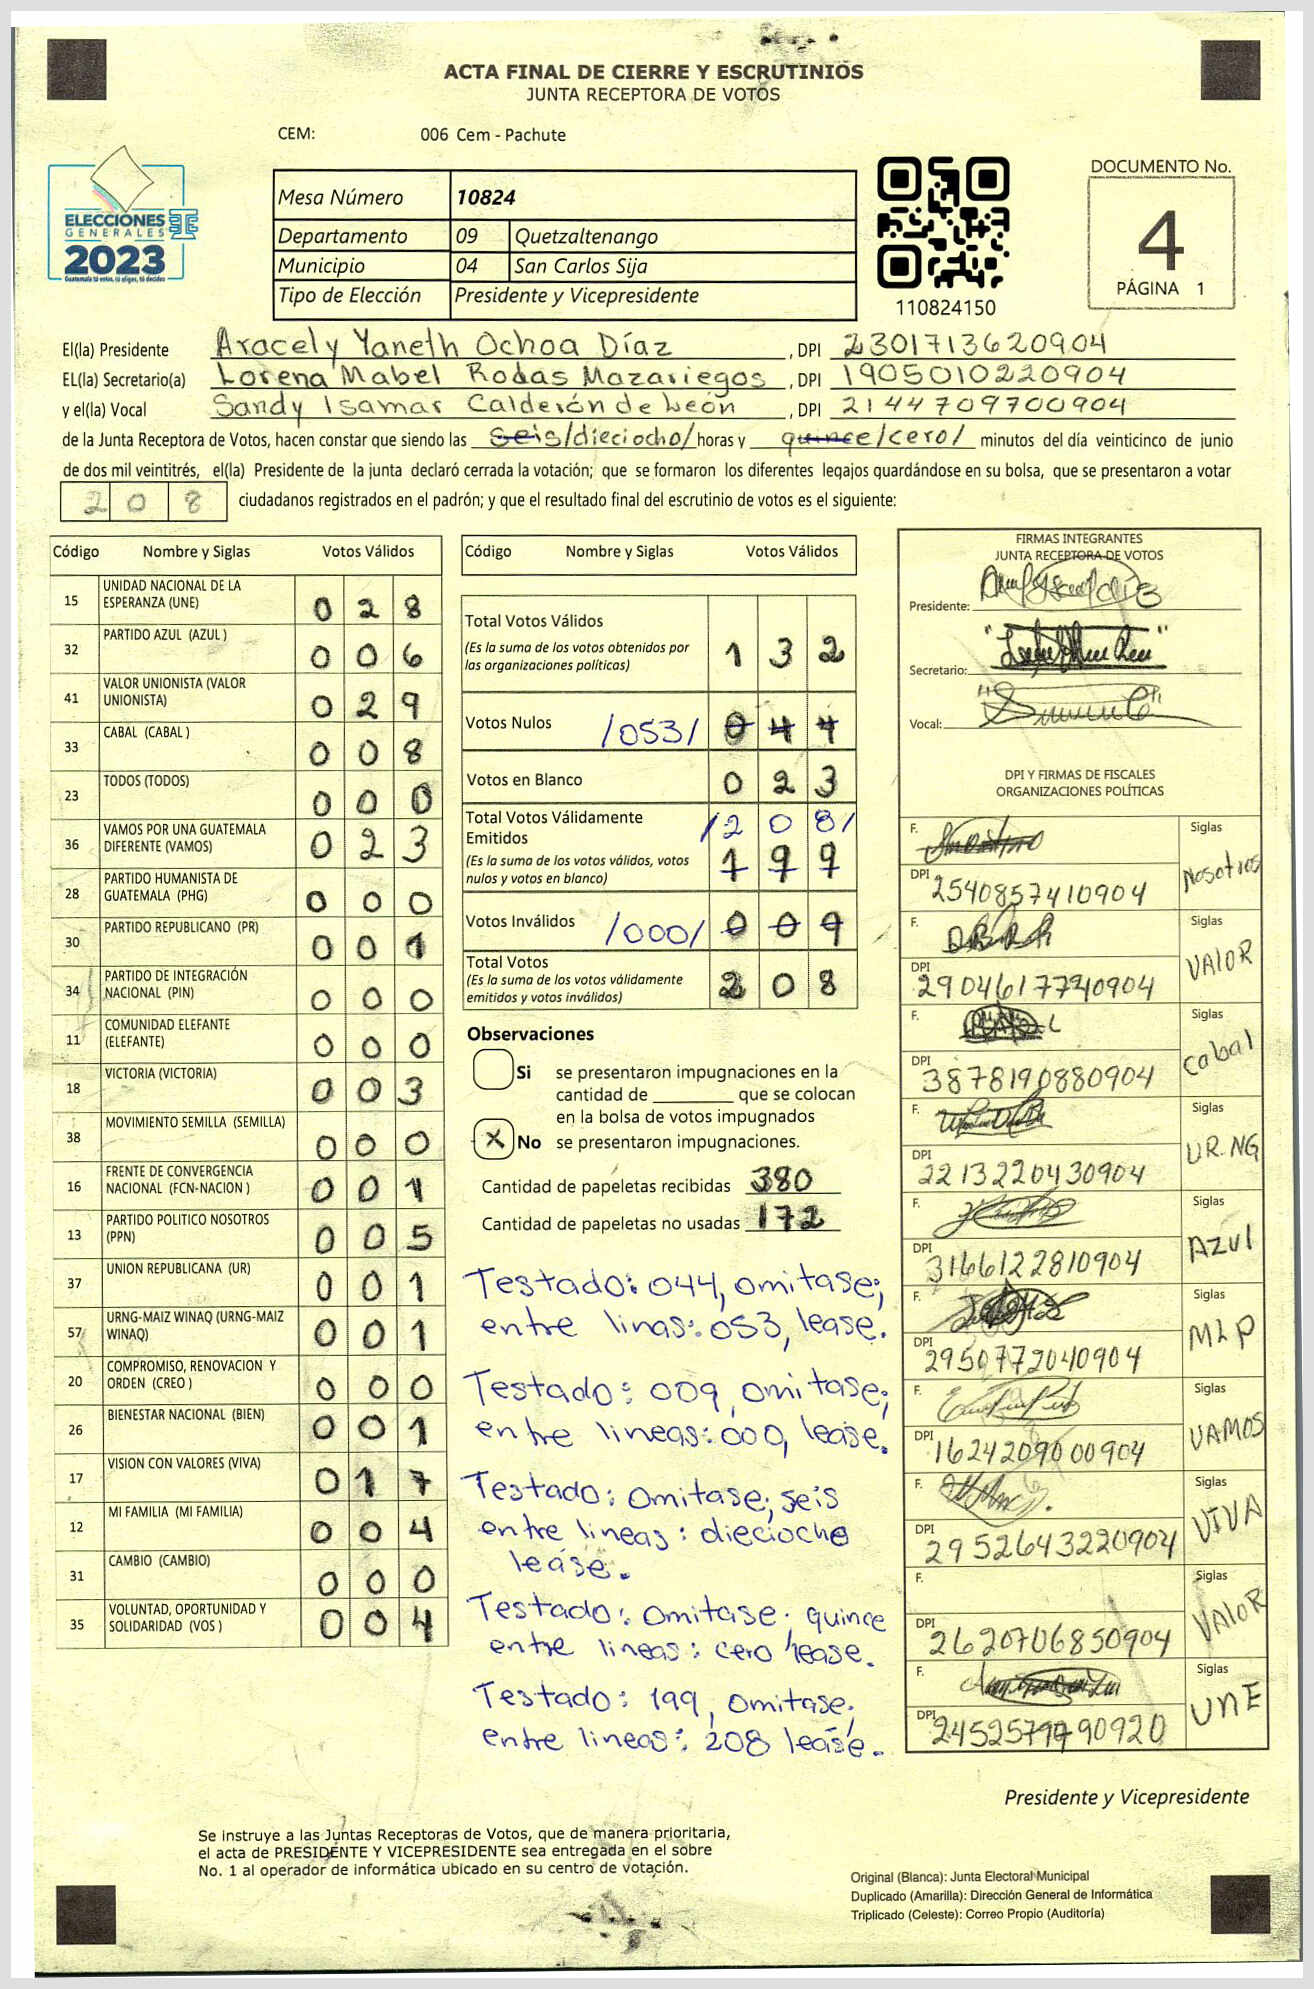 ACTA FINAL DE CIERRE Y ESCRUTINIOS
JUNTA RECEPTORA DE VOTOS
CEM: 006 Cem - Pachute
ELECCIONES
GENERALES
2023
Guatemala tú votas, tú eliges, tú decides
Mesa Número 10824
Departamento 09 Quetzaltenango
Municipio 04 San Carlos Sija
Tipo de Elección Presidente y Vicepresidente
110824150
DOCUMENTO No.
4
PÁGINA 1
El(la) Presidente Aracely Yaneth Ochoa Díaz, DPI 2301713620904
EL(la) Secretario(a) Lorena Mabel Rodas Mazariegos, DPI 1905010220904
y el(la) Vocal Sandy Isamar Calderón de León, DPI 2144709700904
de la Junta Receptora de Votos, hacen constar que siendo las seis/dieciocho/ horas y quince/cero/ minutos del día veinticinco de junio
de dos mil veintitrés, el(la) Presidente de la junta declaró cerrada la votación; que se formaron los diferentes legajos guardándose en su bolsa, que se presentaron a votar
208 ciudadanos registrados en el padrón; y que el resultado final del escrutinio de votos es el siguiente:
Código Nombre y Siglas Votos Válidos
15 UNIDAD NACIONAL DE LA ESPERANZA (UNE) 0 2 8
32 PARTIDO AZUL (AZUL ) 0 0 6
41 VALOR UNIONISTA (VALOR UNIONISTA) 0 2 9
33 CABAL (CABAL ) 0 0 8
23 TODOS (TODOS) 0 0 0
36 VAMOS POR UNA GUATEMALA DIFERENTE (VAMOS) 0 2 3
28 PARTIDO HUMANISTA DE GUATEMALA (PHG) 0 0 0
30 PARTIDO REPUBLICANO (PR) 0 0 1
34 PARTIDO DE INTEGRACIÓN NACIONAL (PIN) 0 0 0
11 COMUNIDAD ELEFANTE (ELEFANTE) 0 0 0
18 VICTORIA (VICTORIA) 0 0 3
38 MOVIMIENTO SEMILLA (SEMILLA) 0 0 0
16 FRENTE DE CONVERGENCIA NACIONAL (FCN-NACION ) 0 0 1
13 PARTIDO POLITICO NOSOTROS (PPN) 0 0 5
37 UNION REPUBLICANA (UR) 0 0 1
57 URNG-MAIZ WINAQ (URNG-MAIZ WINAQ) 0 0 1
20 COMPROMISO, RENOVACION Y ORDEN (CREO ) 0 0 0
26 BIENESTAR NACIONAL (BIEN) 0 0 1
17 VISION CON VALORES (VIVA) 0 1 7
12 MI FAMILIA (MI FAMILIA) 0 0 4
31 CAMBIO (CAMBIO) 0 0 0
35 VOLUNTAD, OPORTUNIDAD Y SOLIDARIDAD (VOS ) 0 0 4
Código Nombre y Siglas Votos Válidos
Total Votos Válidos 1 3 2
(Es la suma de los votos obtenidos por
las organizaciones políticas)
Votos Nulos /053/ 0 4 4
Votos en Blanco 0 2 3
Total Votos Válidamente /2 0 8/
Emitidos 1 9 9
(Es la suma de los votos válidos, votos
nulos y votos en blanco)
Votos Inválidos /000/ 0 0 9
Total Votos 2 0 8
(Es la suma de los votos válidamente
emitidos y votos inválidos)
Observaciones
Si se presentaron impugnaciones en la
cantidad de ________ que se colocan
en la bolsa de votos impugnados
X No se presentaron impugnaciones.
Cantidad de papeletas recibidas 380
Cantidad de papeletas no usadas 172
Testado: 044, omitase;
entre linas: 053, lease.
Testado: 009, omitase;
entre lineas: 000, lease.
Testado: omitase; seis
entre lineas: dieciocho
lease.
Testado: omitase. quince
entre lineas: cero lease.
Testado: 199, omitase;
entre lineas: 208 lease.
FIRMAS INTEGRANTES
JUNTA RECEPTORA DE VOTOS
Presidente:
Secretario:
Vocal:
DPI Y FIRMAS DE FISCALES
ORGANIZACIONES POLÍTICAS
F. Siglas
DPI 2540857410904 Nosotros
F. Siglas
DPI 2904617740904 VALOR
F. Siglas
DPI 3878190880904 Cabal
F. Siglas
DPI 2213220430904 UR.NG
F. Siglas
DPI 3166122810904 AZUl
F. Siglas
DPI 2950772040904 MLP
F. Siglas
DPI 1624209000904 VAMOS
F. Siglas
DPI 2952643220904 VIVA
F. Siglas
DPI 2620706850904 VALOR
F. Siglas
DPI UNE
Presidente y Vicepresidente
Se instruye a las Juntas Receptoras de Votos, que de manera prioritaria,
el acta de PRESIDENTE Y VICEPRESIDENTE sea entregada en el sobre
No. 1 al operador de informática ubicado en su centro de votación.
Original (Blanca): Junta Electoral Municipal
Duplicado (Amarilla): Dirección General de Informática
Triplicado (Celeste): Correo Propio (Auditoría)